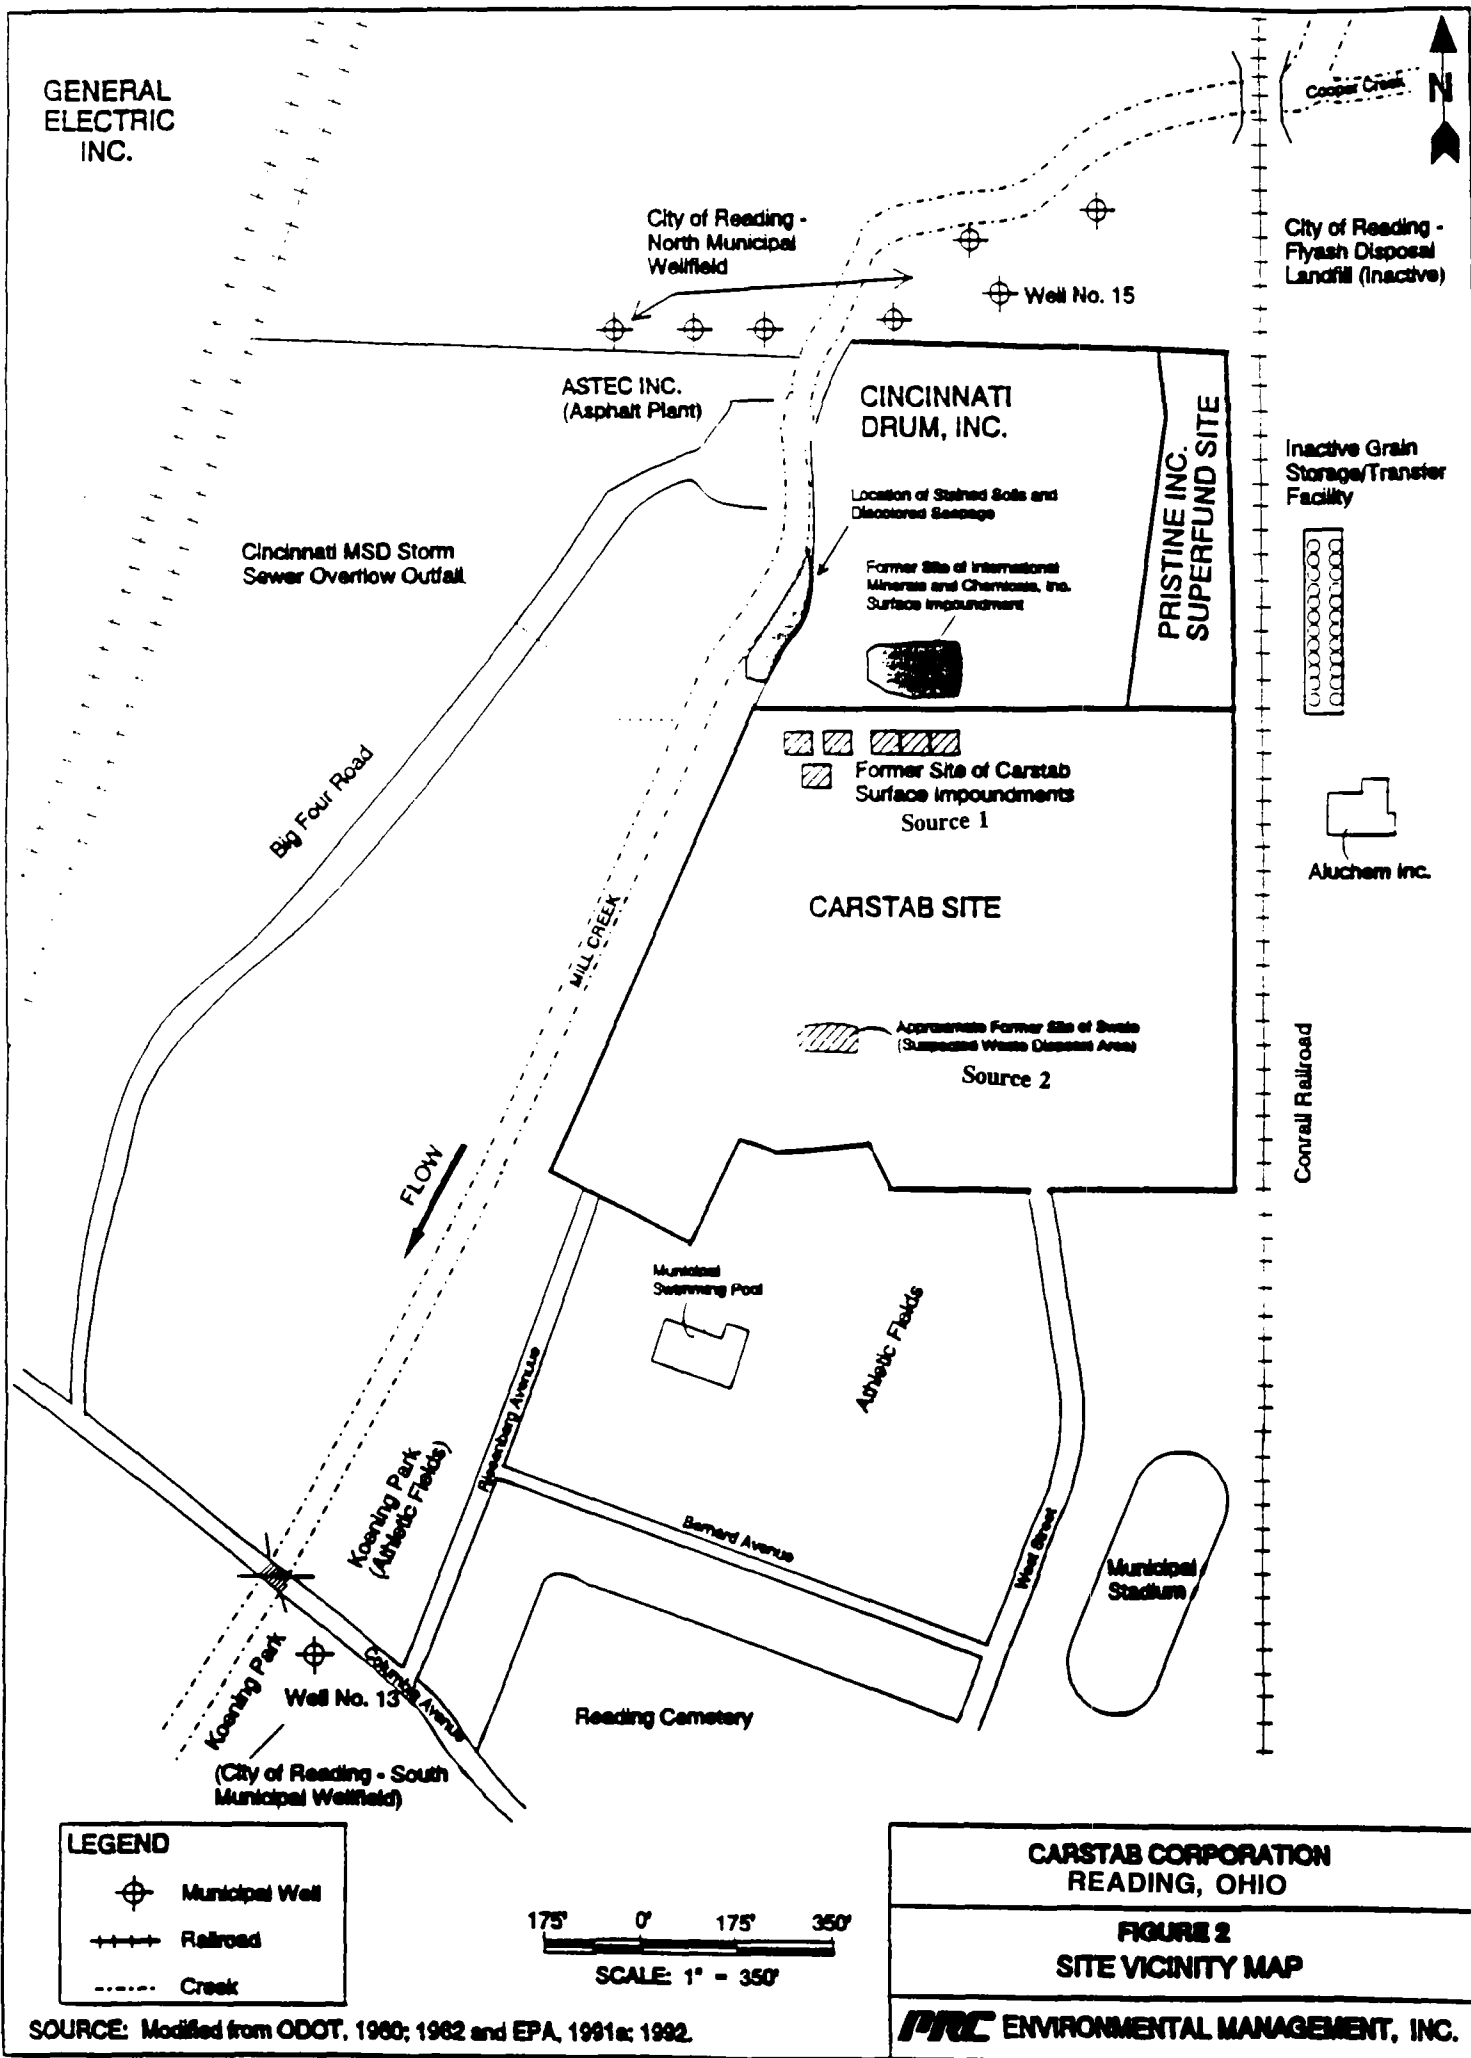 GENERAL
ELECTRIC
INC.
Cooper Creek
N
City of Reading -
North Municipal
Wellfield
City of Reading -
Flyash Disposal
Landfill (Inactive)
Well No. 15
ASTEC INC.
(Asphalt Plant)
CINCINNATI
DRUM, INC.
PRISTINE INC.
SUPERFUND SITE
Inactive Grain
Storage/Transfer
Facility
Location of Stained Soils and
Discolored Seepage
Cincinnati MSD Storm
Sewer Overflow Outfall
Former Site of International
Minerals and Chemicals, Inc.
Surface Impoundment
Big Four Road
Former Site of Carstab
Surface Impoundments
Source 1
Aluchem Inc.
MILL CREEK
CARSTAB SITE
Approximate Former Site of Swale
(Suspected Waste Disposal Area)
Source 2
Conrail Railroad
FLOW
Municipal
Swimming Pool
Athletic Fields
Koening Park
(Athletic Fields)
Riesenberg Avenue
Barnard Avenue
West Street
Municipal
Stadium
Koening Park
Well No. 13
Columbia Avenue
Reading Cemetery
(City of Reading - South
Municipal Wellfield)
LEGEND
Municipal Well
Railroad
Creek
175' 0' 175' 350'
SCALE: 1" = 350'
CARSTAB CORPORATION
READING, OHIO
FIGURE 2
SITE VICINITY MAP
PRC ENVIRONMENTAL MANAGEMENT, INC.
SOURCE: Modified from ODOT, 1960; 1962 and EPA, 1991a; 1992.